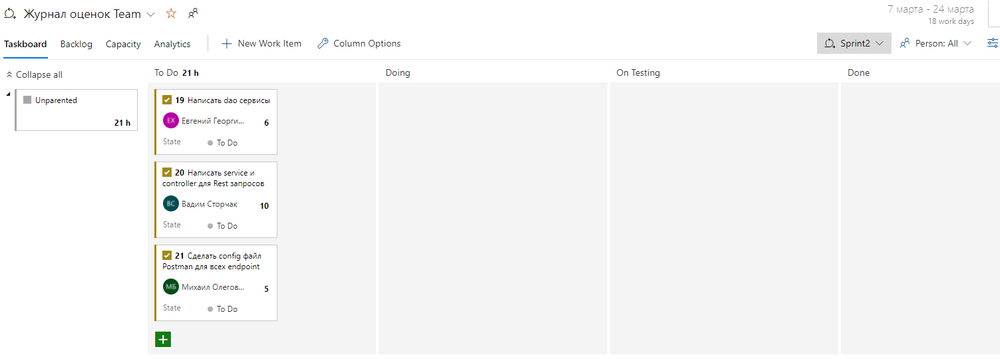 Журнал оценок Team
7 марта - 24 марта
18 work days
Taskboard Backlog Capacity Analytics New Work Item Column Options Sprint2 Person: All
Collapse all
To Do 21 h
Doing
On Testing
Done
Unparented
21 h
19 Написать dao сервисы
EX
Евгений Георги... 6
State To Do
20 Написать service и
controller для Rest запросов
ВС
Вадим Сторчак 10
State To Do
21 Сделать config файл
Postman для всех endpoint
МБ
Михаил Олегов... 5
State To Do